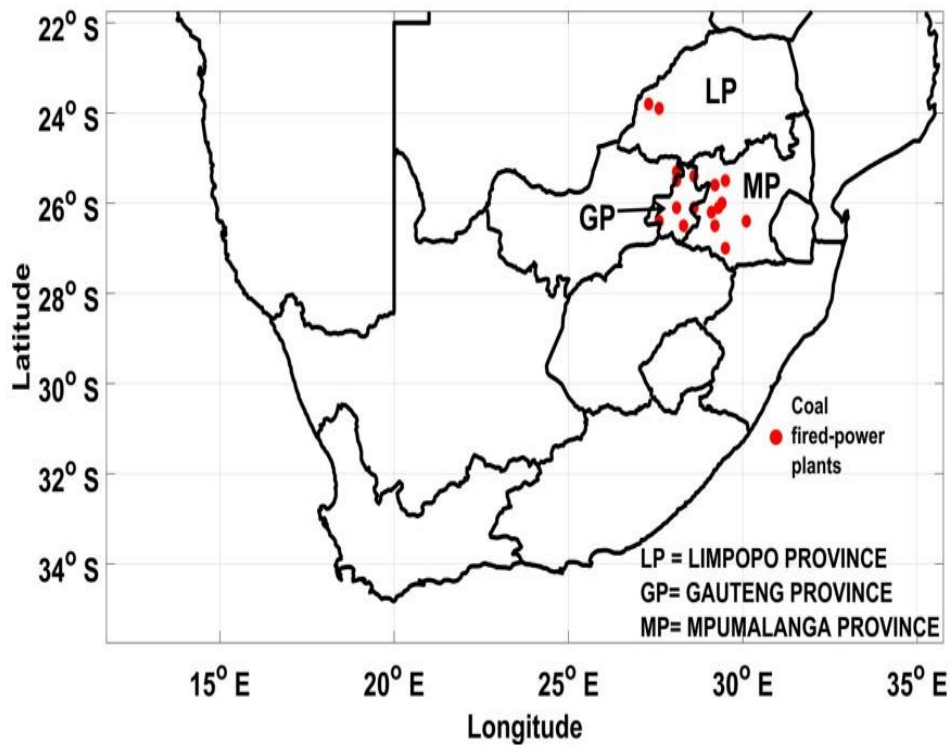 22° S
24° S
26° S
28° S
30° S
32° S
34° S
Latitude
LP
MP
GP
Coal
fired-power
plants
LP = LIMPOPO PROVINCE
GP= GAUTENG PROVINCE
MP= MPUMALANGA PROVINCE
15° E 20° E 25° E 30° E 35° E
Longitude